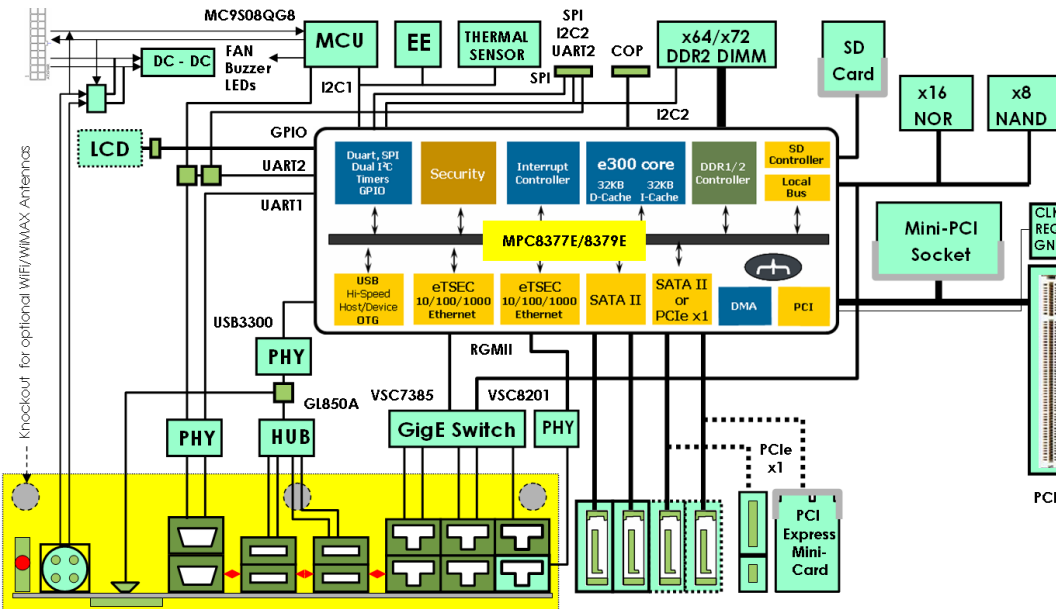 MC9S08QG8
MCU
EE
THERMAL
SENSOR
SPI
I2C2
UART2
COP
x64/x72
DDR2 DIMM
SD
Card
DC - DC
FAN
Buzzer
LEDs
I2C1
SPI
I2C2
x16
NOR
x8
NAND
LCD
GPIO
UART2
UART1
Duart, SPI
Dual I²C
Timers
GPIO
Security
Interrupt
Controller
e300 core
32KB
D-Cache
32KB
I-Cache
DDR1/2
Controller
SD
Controller
Local
Bus
MPC8377E/8379E
USB
Hi-Speed
Host/Device
OTG
eTSEC
10/100/1000
Ethernet
eTSEC
10/100/1000
Ethernet
SATA II
SATA II
or
PCIe x1
DMA
PCI
Mini-PCI
Socket
CLK
REQ
GN
Knockout for optional WiFi/WiMAX Antennas
USB3300
PHY
RGMII
GL850A
VSC7385
VSC8201
PHY
HUB
GigE Switch
PHY
PCIe
x1
PCI
Express
Mini-
Card
PCI